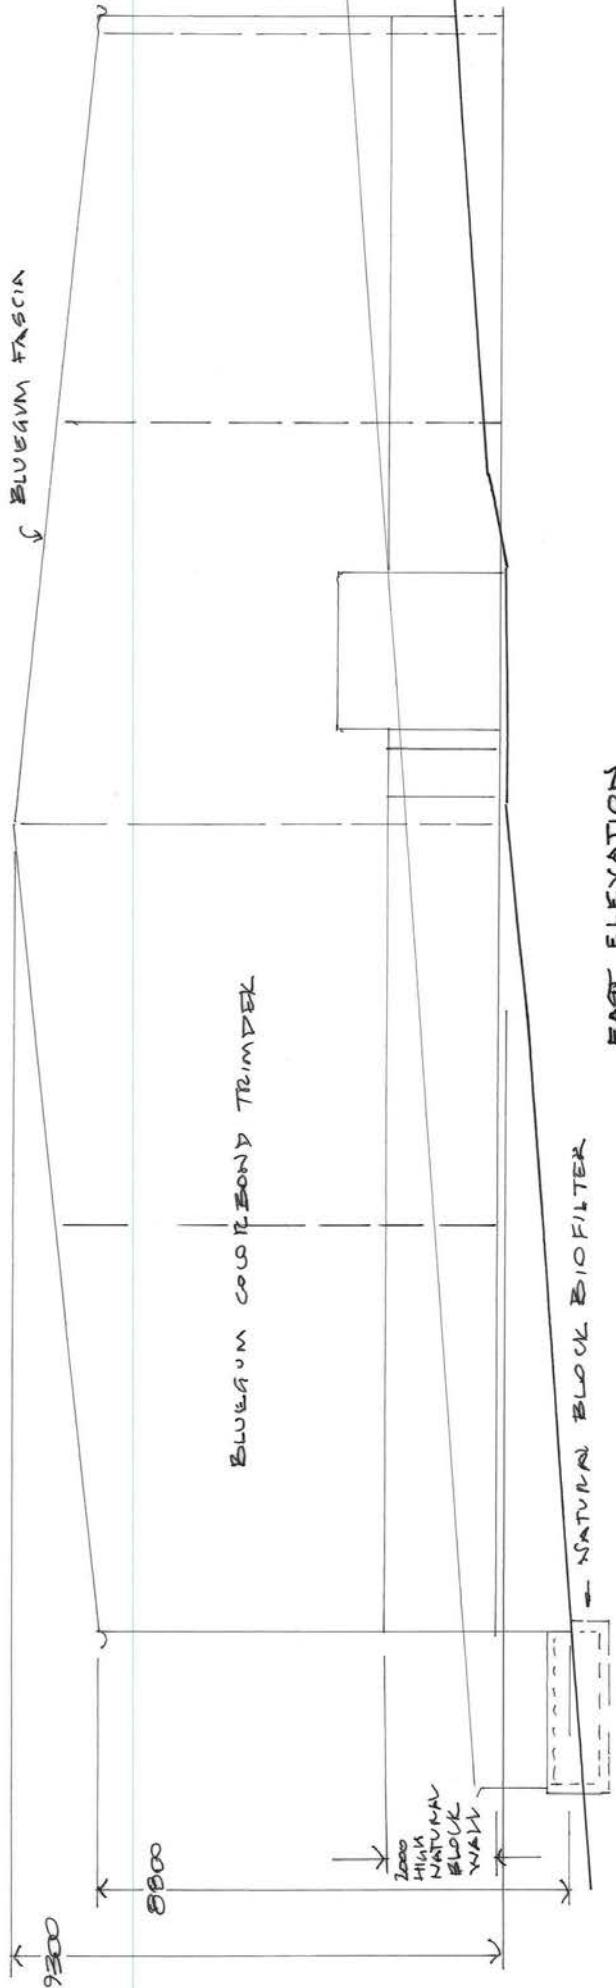 BLUEGUM FASCIA
BLUEGUM COLORBOND TRIMDEK
9300
8800
2000
HIGH
NATURAL
BLOCK
WALL
NATURAL BLOCK BIOFILTER
EAST ELEVATION